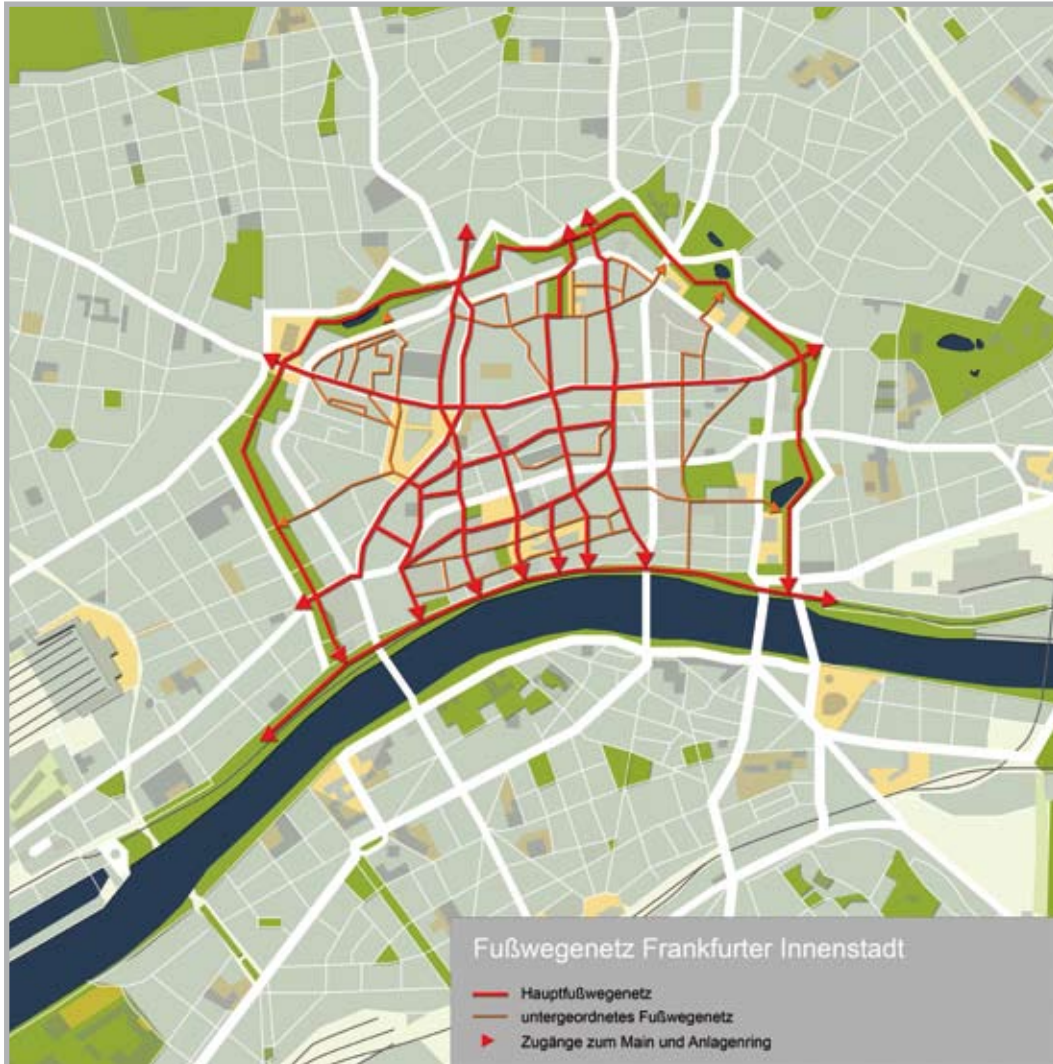 Fußwegenetz Frankfurter Innenstadt
Hauptfußwegenetz
untergeordnetes Fußwegenetz
Zugänge zum Main und Anlagenring